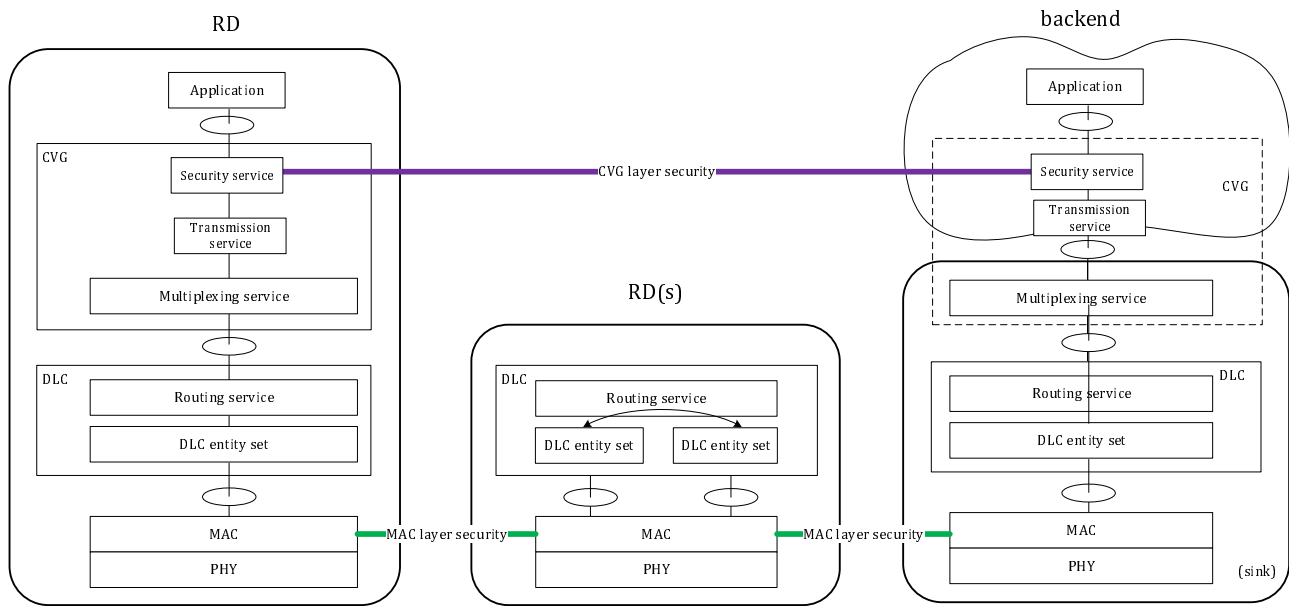 RD
Application
CVG
Security service
Transmission
service
Multiplexing service
DLC
Routing service
DLC entity set
MAC
PHY
CVG layer security
MAC layer security
RD(s)
DLC
Routing service
DLC entity set
DLC entity set
MAC
PHY
MAC layer security
backend
Application
Security service
CVG
Transmission
service
Multiplexing service
DLC
Routing service
DLC entity set
MAC
PHY
(sink)